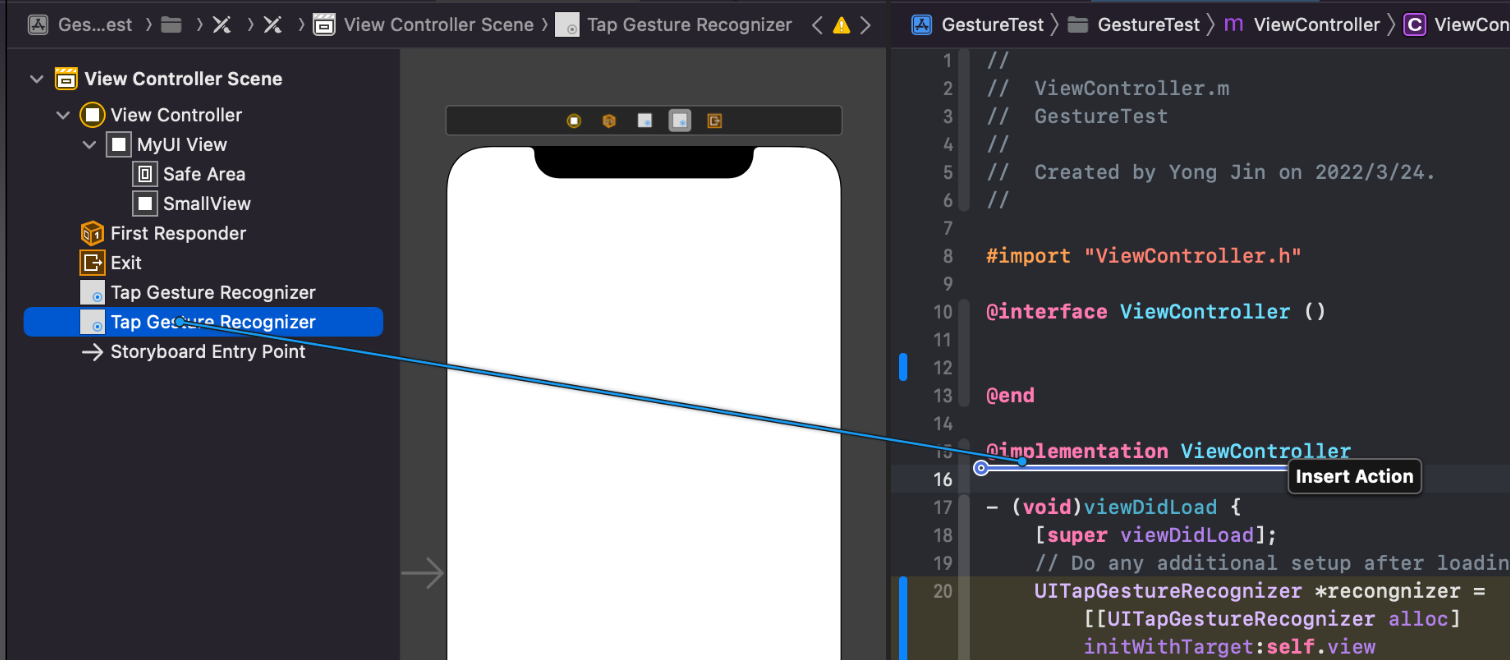 Ges...est
View Controller Scene
Tap Gesture Recognizer
View Controller Scene
View Controller
MyUI View
Safe Area
SmallView
First Responder
Exit
Tap Gesture Recognizer
Tap Gesture Recognizer
Storyboard Entry Point
GestureTest
GestureTest
m ViewController
C ViewCon
1 //
2 // ViewController.m
3 // GestureTest
4 //
5 // Created by Yong Jin on 2022/3/24.
6 //
7
8 #import "ViewController.h"
9
10 @interface ViewController ()
11
12
13 @end
14
15 @implementation ViewController
16
Insert Action
17 - (void)viewDidLoad {
18 [super viewDidLoad];
19 // Do any additional setup after loadin
20 UITapGestureRecognizer *recongnizer =
[[UITapGestureRecognizer alloc]
initWithTarget:self.view